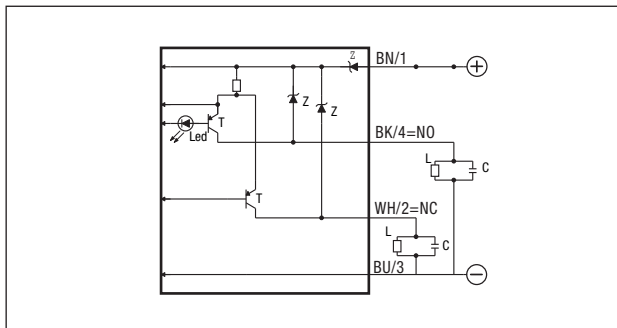 Z
BN/1
+
Z
Z
T
Led
BK/4=NO
L
C
T
WH/2=NC
L
C
BU/3
−